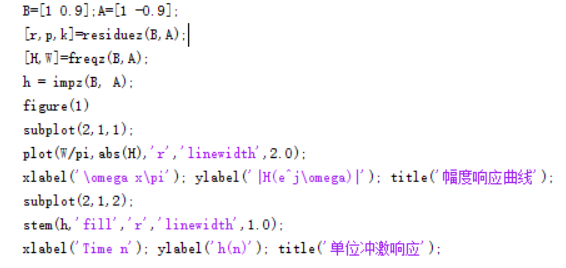 B=[1 0.9];A=[1 -0.9];
[r,p,k]=residuez(B,A);
[H,W]=freqz(B,A);
h = impz(B, A);
figure(1)
subplot(2,1,1);
plot(W/pi,abs(H),'r','linewidth',2.0);
xlabel('\omega x\pi'); ylabel('|H(e^j\omega)|'); title('幅度响应曲线');
subplot(2,1,2);
stem(h,'fill','r','linewidth',1.0);
xlabel('Time n'); ylabel('h(n)'); title('单位冲激响应');